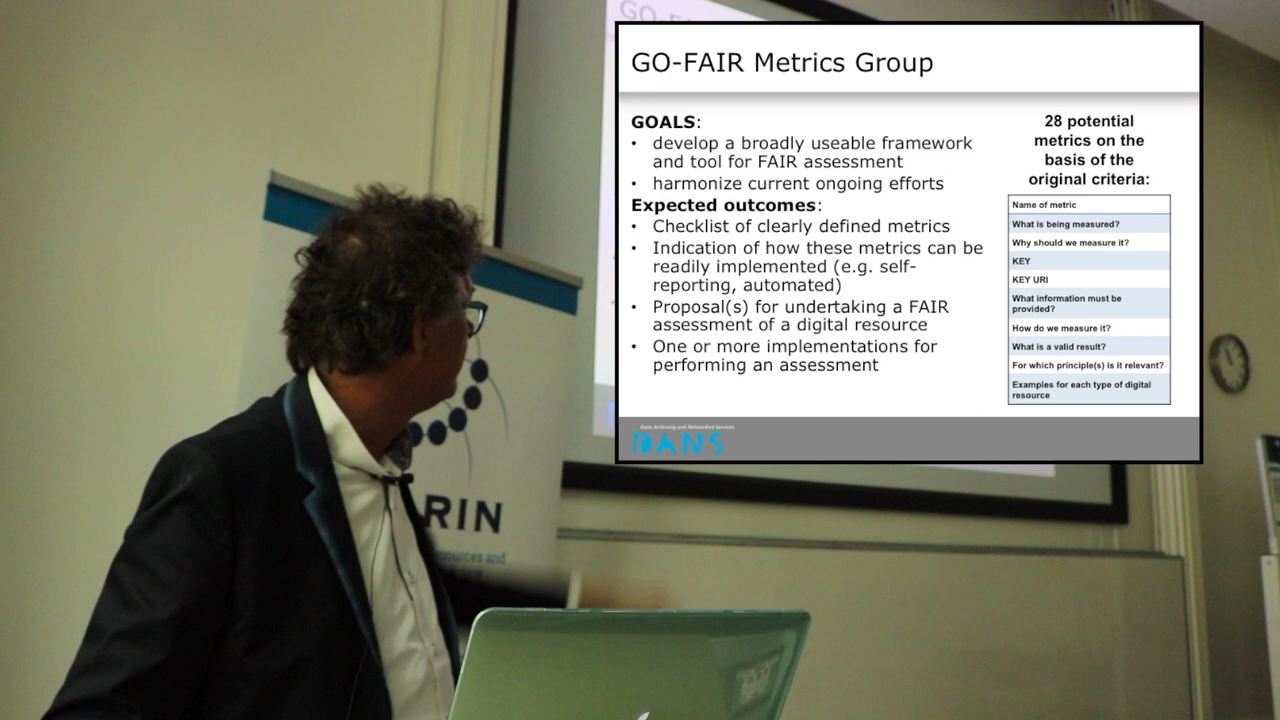 GO-FAIR Metrics Group
GOALS:
• develop a broadly useable framework
and tool for FAIR assessment
• harmonize current ongoing efforts
Expected outcomes:
• Checklist of clearly defined metrics
• Indication of how these metrics can be
readily implemented (e.g. self-
reporting, automated)
• Proposal(s) for undertaking a FAIR
assessment of a digital resource
• One or more implementations for
performing an assessment
28 potential
metrics on the
basis of the
original criteria:
Name of metric
What is being measured?
Why should we measure it?
KEY
KEY URI
What information must be
provided?
How do we measure it?
What is a valid result?
For which principle(s) is it relevant?
Examples for each type of digital
resource
Data Archiving and Networked Services
DANS
GO-F
RIN
sources and